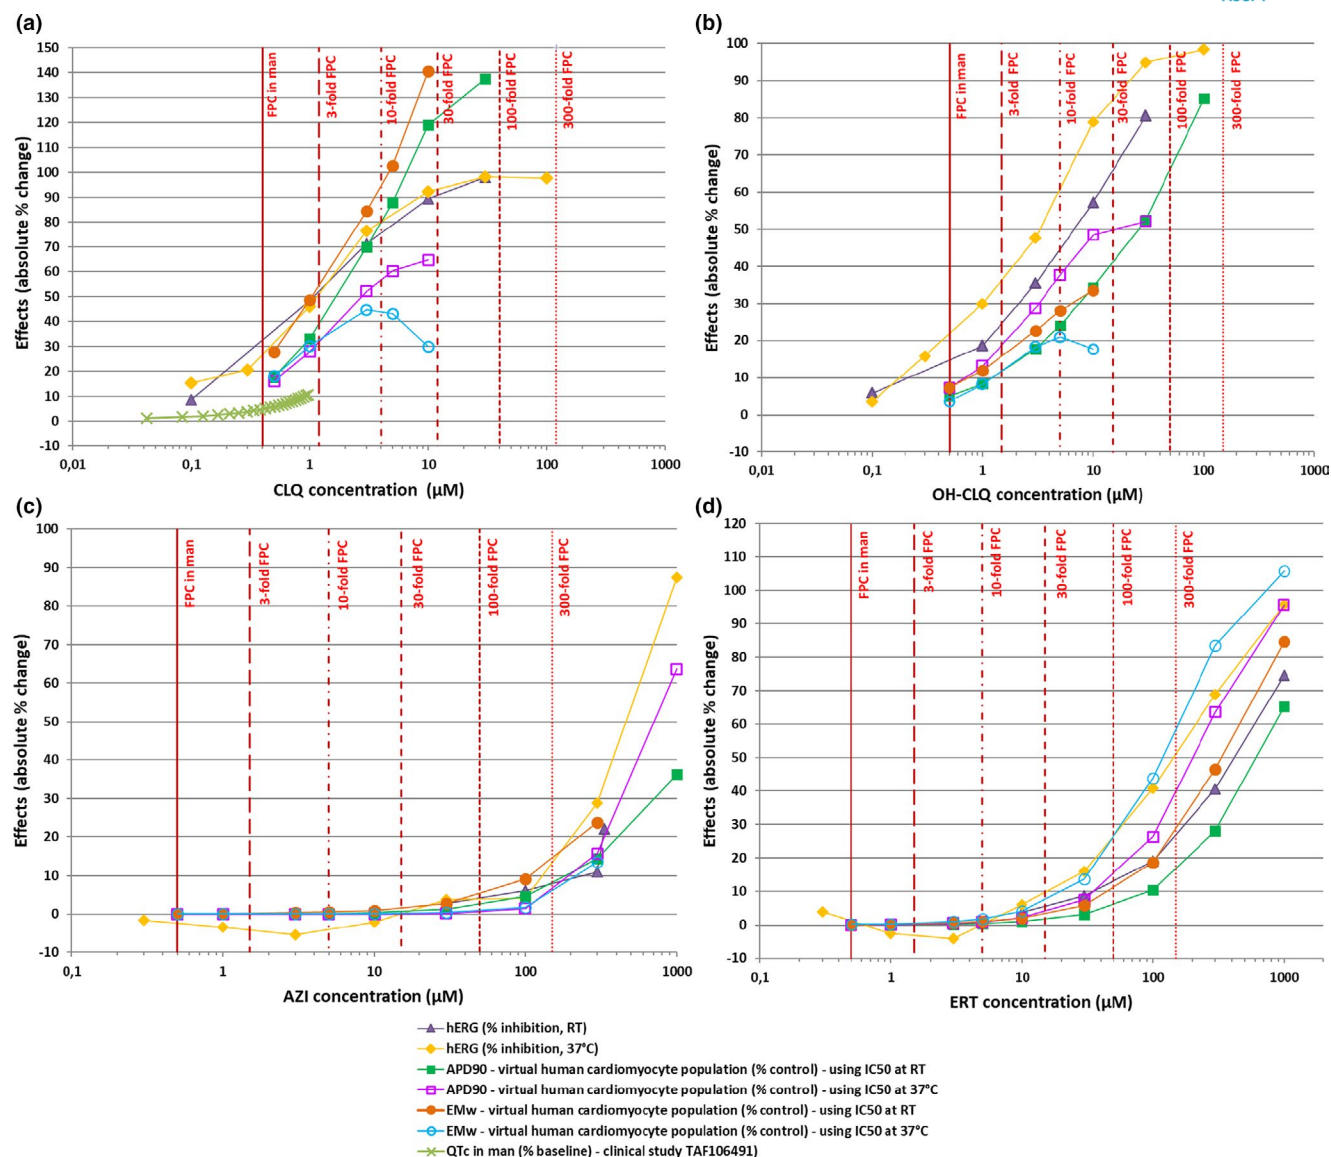 (a)
150
140
130
120
110
100
90
80
70
60
50
40
30
20
10
0
-10
Effects (absolute % change)
FPC in man
3-fold FPC
10-fold FPC
30-fold FPC
100-fold FPC
300-fold FPC
0,01
0,1
1
10
100
1000
CLQ concentration (µM)
(b)
100
90
80
70
60
50
40
30
20
10
0
-10
Effects (absolute % change)
FPC in man
3-fold FPC
10-fold FPC
30-fold FPC
100-fold FPC
300-fold FPC
0,01
0,1
1
10
100
1000
OH-CLQ concentration (µM)
(c)
100
90
80
70
60
50
40
30
20
10
0
-10
Effects (absolute % change)
FPC in man
3-fold FPC
10-fold FPC
30-fold FPC
100-fold FPC
300-fold FPC
0,1
1
10
100
1000
AZI concentration (µM)
(d)
120
110
100
90
80
70
60
50
40
30
20
10
0
-10
Effects (absolute % change)
FPC in man
3-fold FPC
10-fold FPC
30-fold FPC
100-fold FPC
300-fold FPC
0,1
1
10
100
1000
ERT concentration (µM)
hERG (% inhibition, RT)
hERG (% inhibition, 37°C)
APD90 - virtual human cardiomyocyte population (% control) - using IC50 at RT
APD90 - virtual human cardiomyocyte population (% control) - using IC50 at 37°C
EMw - virtual human cardiomyocyte population (% control) - using IC50 at RT
EMw - virtual human cardiomyocyte population (% control) - using IC50 at 37°C
QTc in man (% baseline) - clinical study TAF106491)